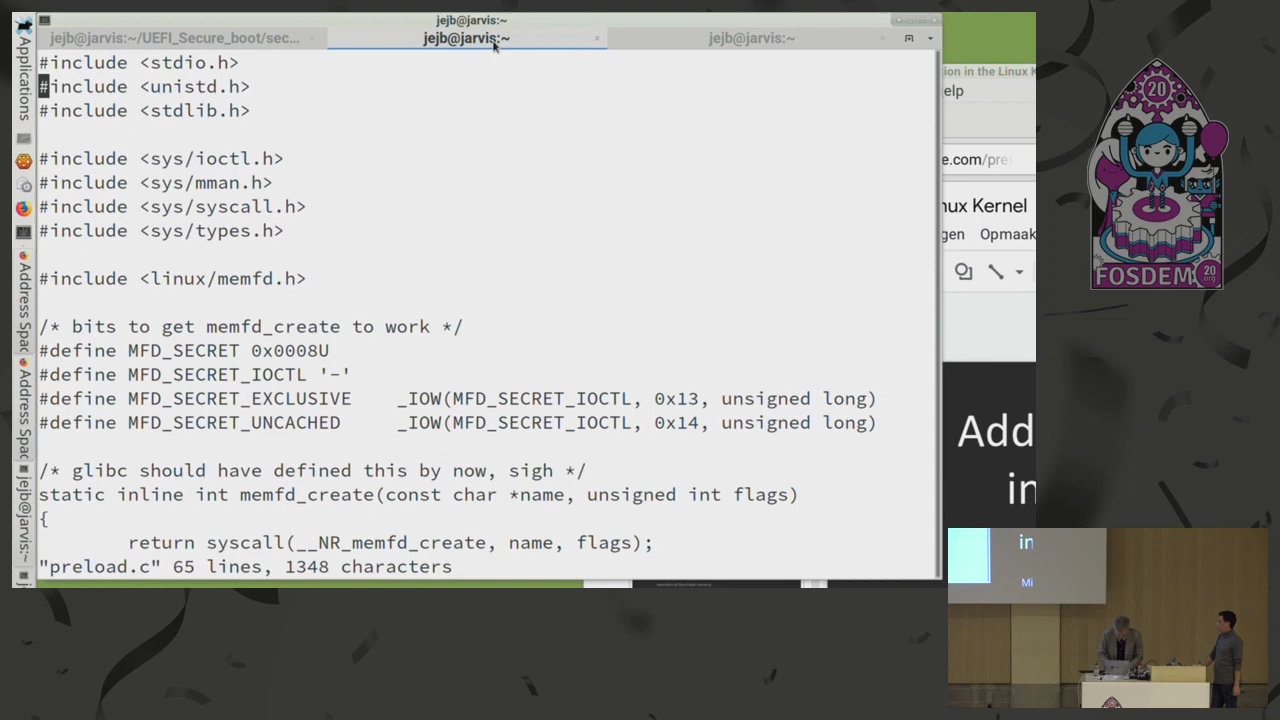 jejb@jarvis:~
jejb@jarvis:~/UEFI_Secure_boot/sec...
jejb@jarvis:~
jejb@jarvis:~
#include <stdio.h>
#include <unistd.h>
#include <stdlib.h>
#include <sys/ioctl.h>
#include <sys/mman.h>
#include <sys/syscall.h>
#include <sys/types.h>
#include <linux/memfd.h>
/* bits to get memfd_create to work */
#define MFD_SECRET 0x0008U
#define MFD_SECRET_IOCTL '-'
#define MFD_SECRET_EXCLUSIVE _IOW(MFD_SECRET_IOCTL, 0x13, unsigned long)
#define MFD_SECRET_UNCACHED _IOW(MFD_SECRET_IOCTL, 0x14, unsigned long)
/* glibc should have defined this by now, sigh */
static inline int memfd_create(const char *name, unsigned int flags)
{
return syscall(__NR_memfd_create, name, flags);
"preload.c" 65 lines, 1348 characters
Applications
Address Spac
Address Spac
jejb@jarvis:~
tion in the Linux K
elp
e.com/pre
nux Kernel
gen Opmaak
Add
in
20
FOSDEM
20
.org
in
Mi